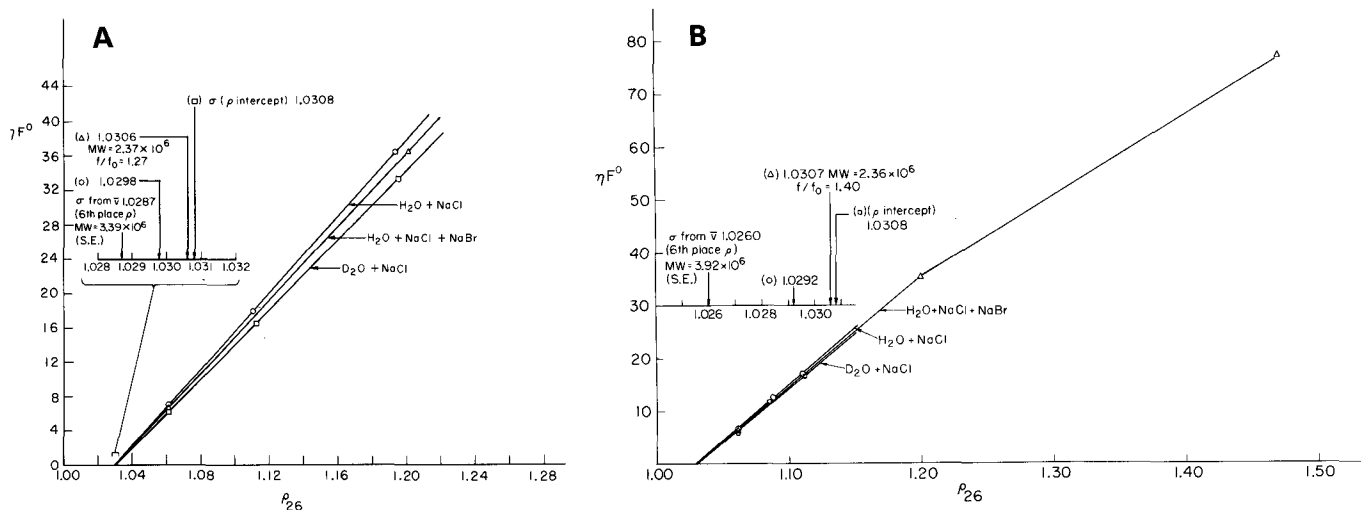 A
44
40
36
32
28
24
20
16
12
8
4
0
ηF⁰
(□) σ (ρ intercept) 1.0308
(△) 1.0306
MW = 2.37×10⁶
f/f₀ = 1.27
(○) 1.0298
σ from v̄ 1.0287
(6th place ρ)
MW = 3.39×10⁶
(S.E.)
1.028 1.029 1.030 1.031 1.032
H₂O + NaCl
H₂O + NaCl + NaBr
D₂O + NaCl
1.00 1.04 1.08 1.12 1.16 1.20 1.24 1.28
ρ₂₆
B
80
70
60
50
40
30
20
10
ηF⁰
(△) 1.0307 MW = 2.36×10⁶
f/f₀ = 1.40
(□)(ρ intercept)
1.0308
σ from v̄ 1.0260
(6th place ρ)
MW = 3.92×10⁶
(S.E.)
(○) 1.0292
1.026 1.028 1.030
H₂O+NaCl + NaBr
H₂O + NaCl
D₂O + NaCl
1.00 1.10 1.20 1.30 1.40 1.50
ρ₂₆